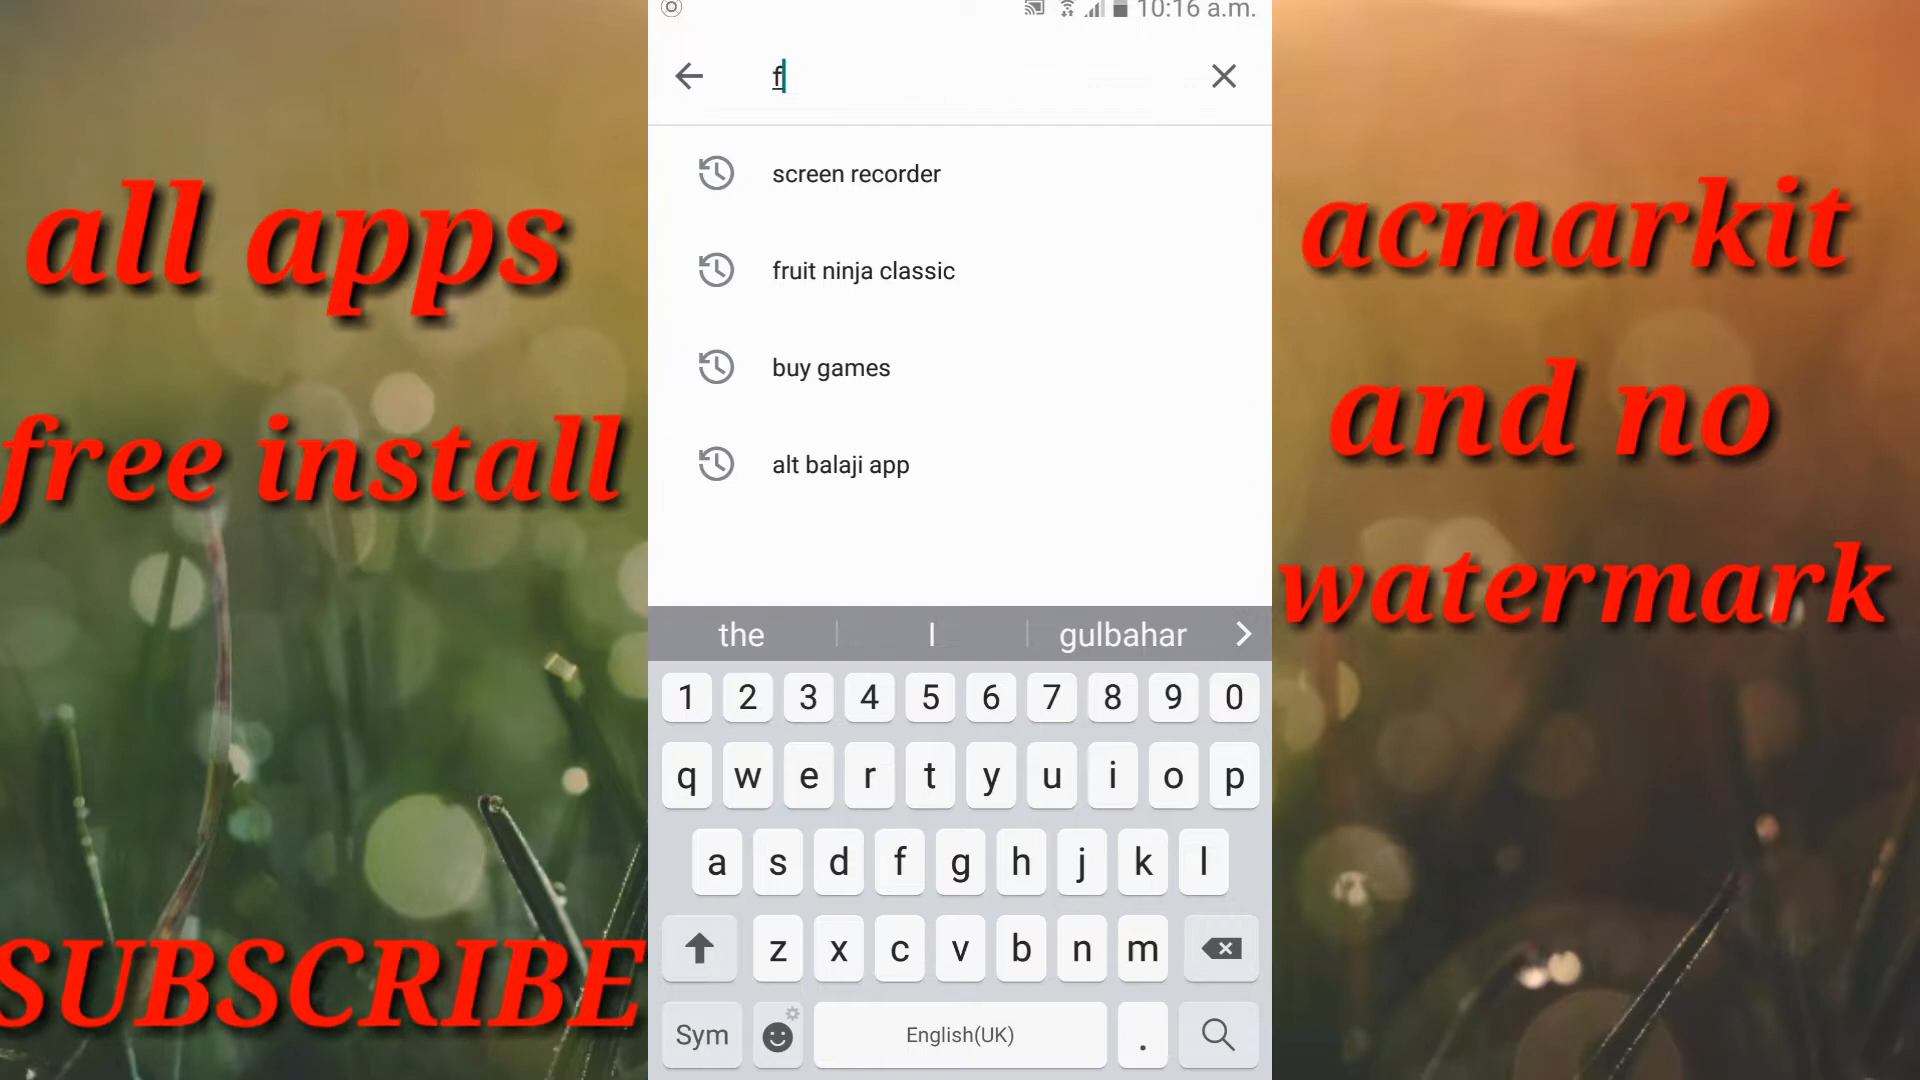 all apps
free install
SUBSCRIBE
10:16 a.m.
f
screen recorder
fruit ninja classic
buy games
alt balaji app
the I gulbahar
1 2 3 4 5 6 7 8 9 0
q w e r t y u i o p
a s d f g h j k l
z x c v b n m
Sym English(UK) .
acmarkit
and no
watermark